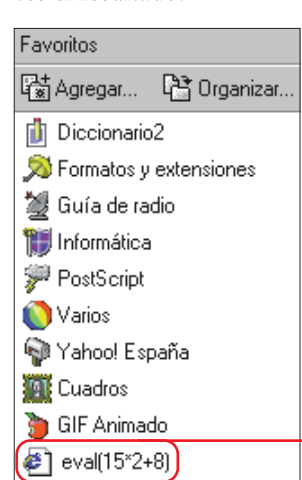 Favoritos
Agregar... Organizar...
Diccionario2
Formatos y extensiones
Guía de radio
Informática
PostScript
Varios
Yahoo! España
Cuadros
GIF Animado
eval(15*2+8)